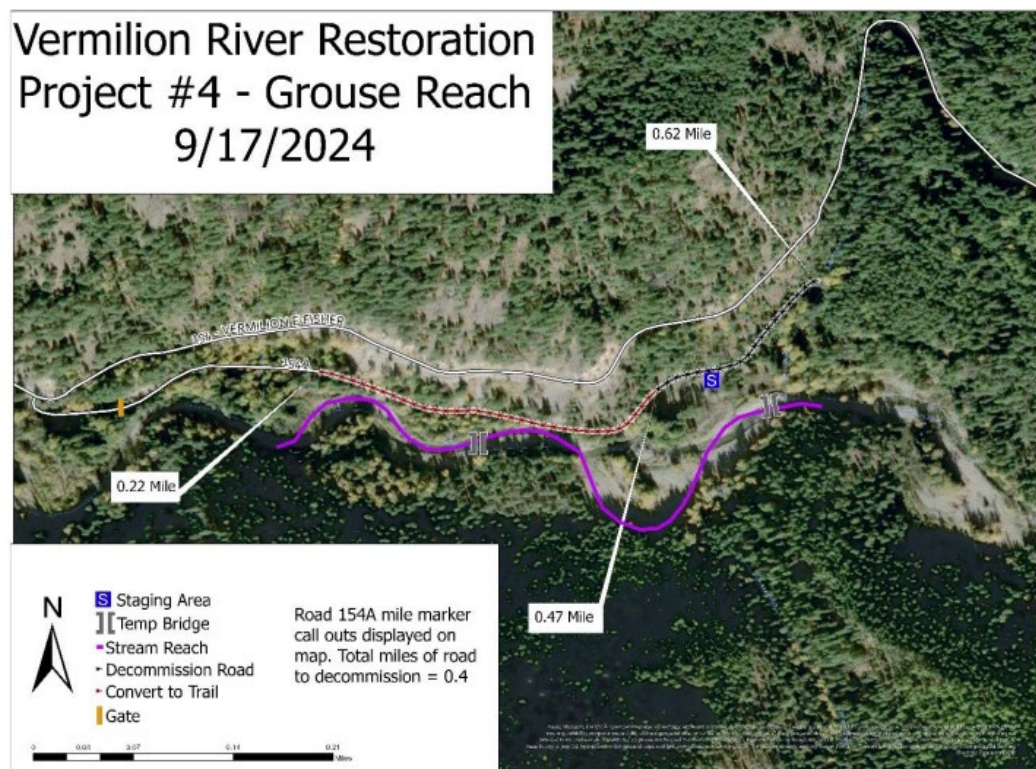 Vermilion River Restoration
Project #4 - Grouse Reach
9/17/2024
0.62 Mile
154A
0.22 Mile
0.47 Mile
N
S Staging Area
Temp Bridge
Stream Reach
Decommission Road
Convert to Trail
Gate
Road 154A mile marker
call outs displayed on
map. Total miles of road
to decommission = 0.4
S
0 0.07 0.14 0.21
Miles